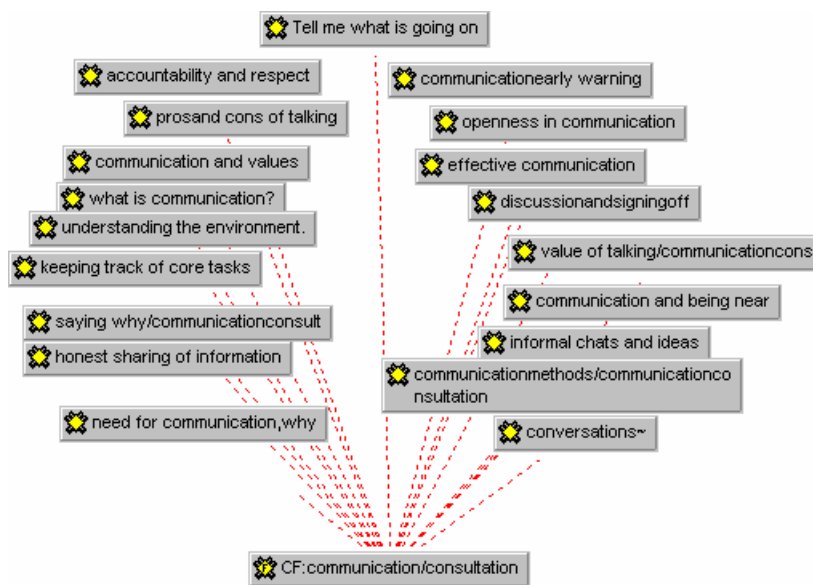 Tell me what is going on
accountability and respect
communicationearly warning
prosand cons of talking
openness in communication
communication and values
effective communication
what is communication?
discussionandsigningoff
understanding the environment.
value of talking/communicationcons
keeping track of core tasks
communication and being near
saying why/communicationconsult
informal chats and ideas
honest sharing of information
communicationmethods/communicationco
nsultation
need for communication,why
conversations~
CF:communication/consultation